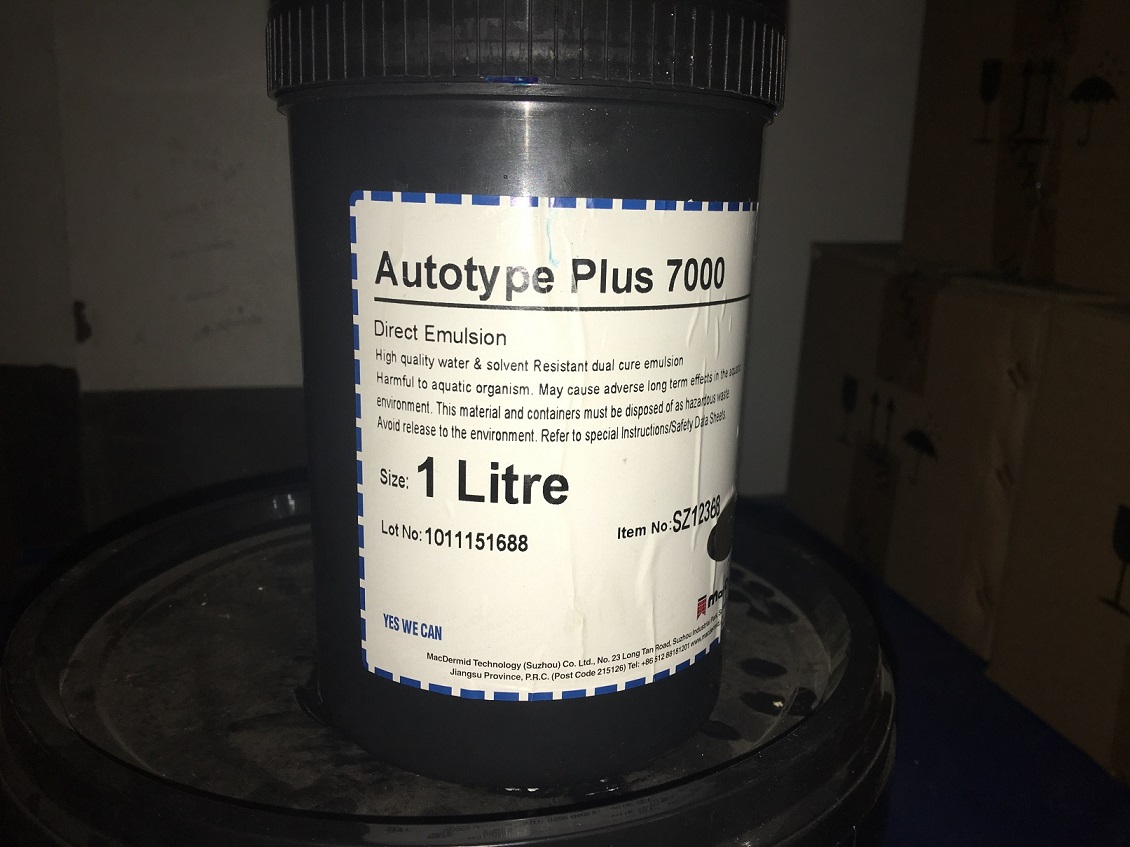 Autotype Plus 7000
Direct Emulsion
High quality water & solvent Resistant dual cure emulsion
Harmful to aquatic organism. May cause adverse long term effects in the
environment. This material and containers must be disposed of as hazardous waste.
Avoid release to the environment. Refer to special Instructions/Safety Data Sheets.
Size: 1 Litre
Lot No: 1011151688
Item No: SZ12368
YES WE CAN
MacDermid Technology (Suzhou) Co. Ltd., No. 23 Long Tan Road, Suzhou Industrial Park,
Jiangsu Province, P.R.C. (Post Code 215126) Tel: +86 512 88181201